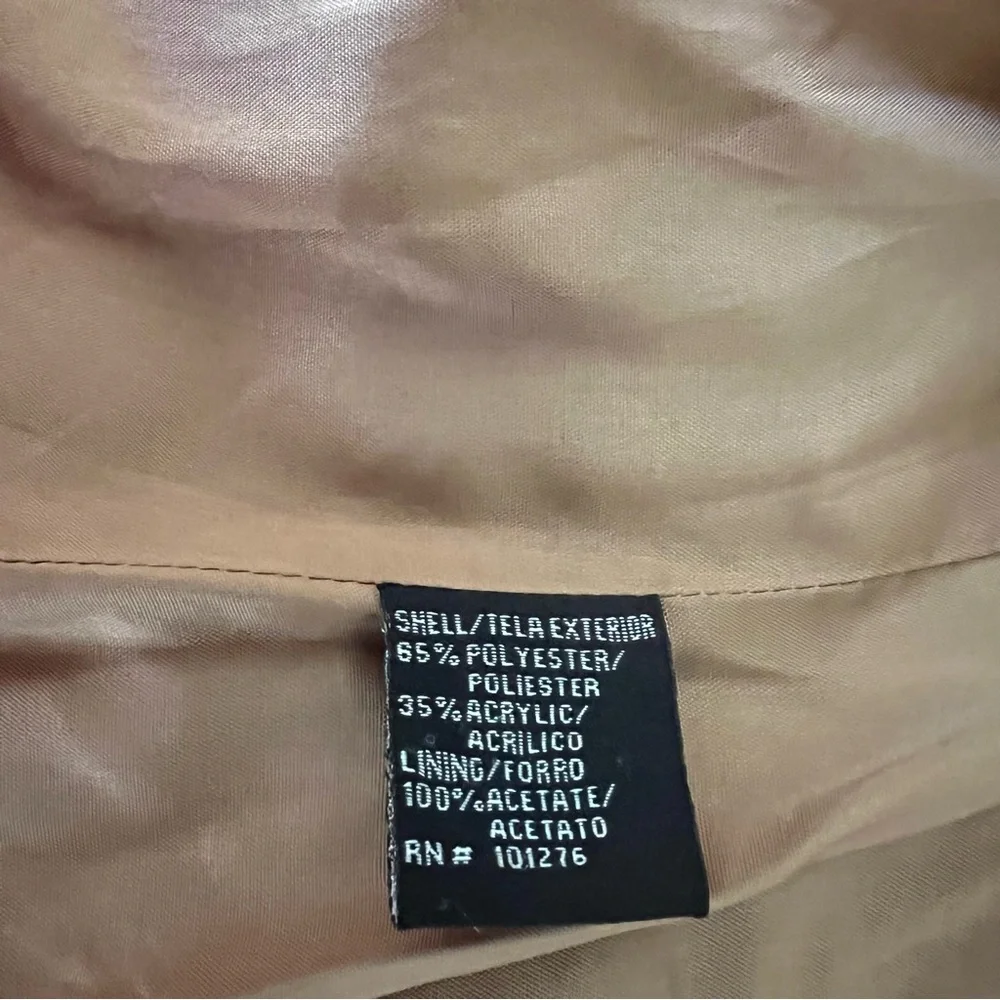 SHELL/TELA EXTERIOR
65% POLYESTER/
POLIESTER
35% ACRYLIC/
ACRILICO
LINING/FORRO
100% ACETATE/
ACETATO
RN # 101276